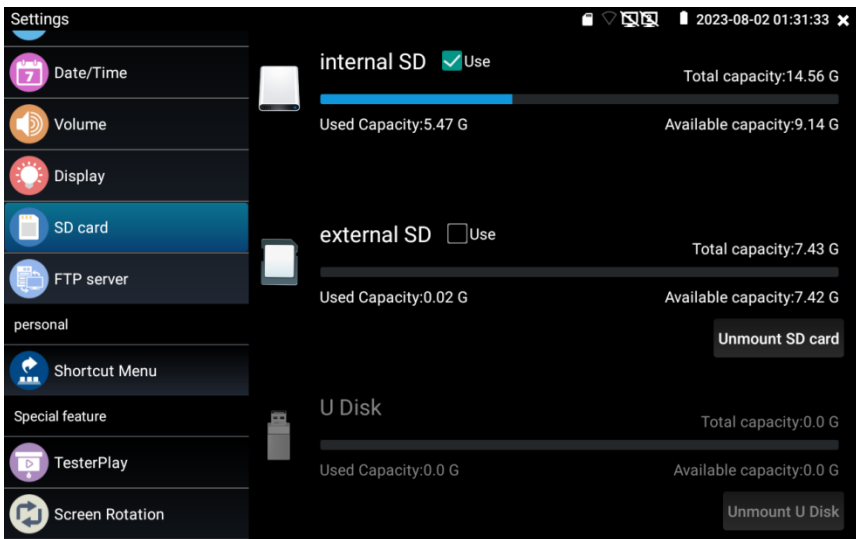 Settings
2023-08-02 01:31:33
Date/Time
7
Volume
Display
SD card
FTP server
personal
Shortcut Menu
Special feature
TesterPlay
Screen Rotation
internal SD Use
Total capacity:14.56 G
Used Capacity:5.47 G Available capacity:9.14 G
external SD Use
Total capacity:7.43 G
Used Capacity:0.02 G Available capacity:7.42 G
Unmount SD card
U Disk
Total capacity:0.0 G
Used Capacity:0.0 G Available capacity:0.0 G
Unmount U Disk